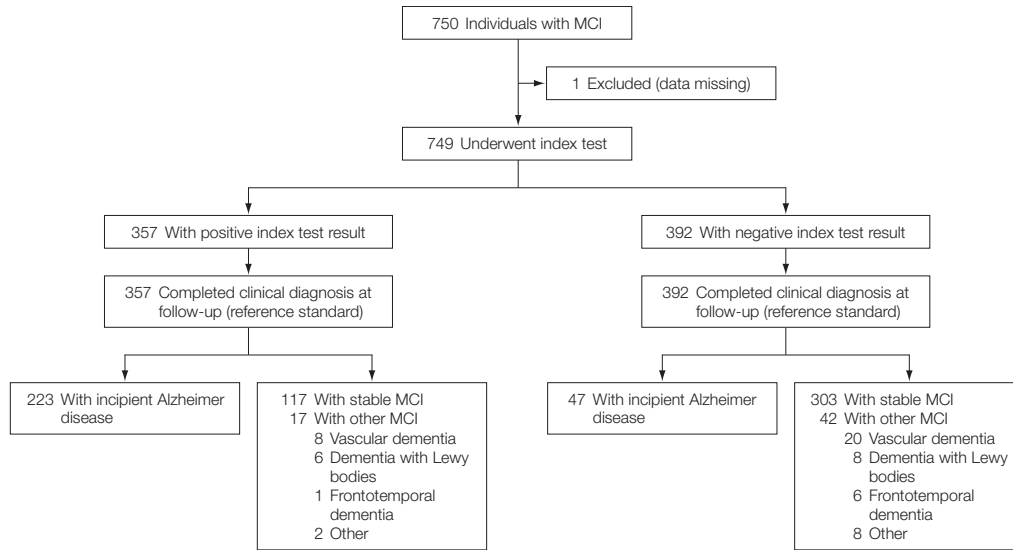 750 Individuals with MCI
1 Excluded (data missing)
749 Underwent index test
357 With positive index test result
392 With negative index test result
357 Completed clinical diagnosis at
follow-up (reference standard)
392 Completed clinical diagnosis at
follow-up (reference standard)
223 With incipient Alzheimer
disease
117 With stable MCI
17 With other MCI
8 Vascular dementia
6 Dementia with Lewy
bodies
1 Frontotemporal
dementia
2 Other
47 With incipient Alzheimer
disease
303 With stable MCI
42 With other MCI
20 Vascular dementia
8 Dementia with Lewy
bodies
6 Frontotemporal
dementia
8 Other